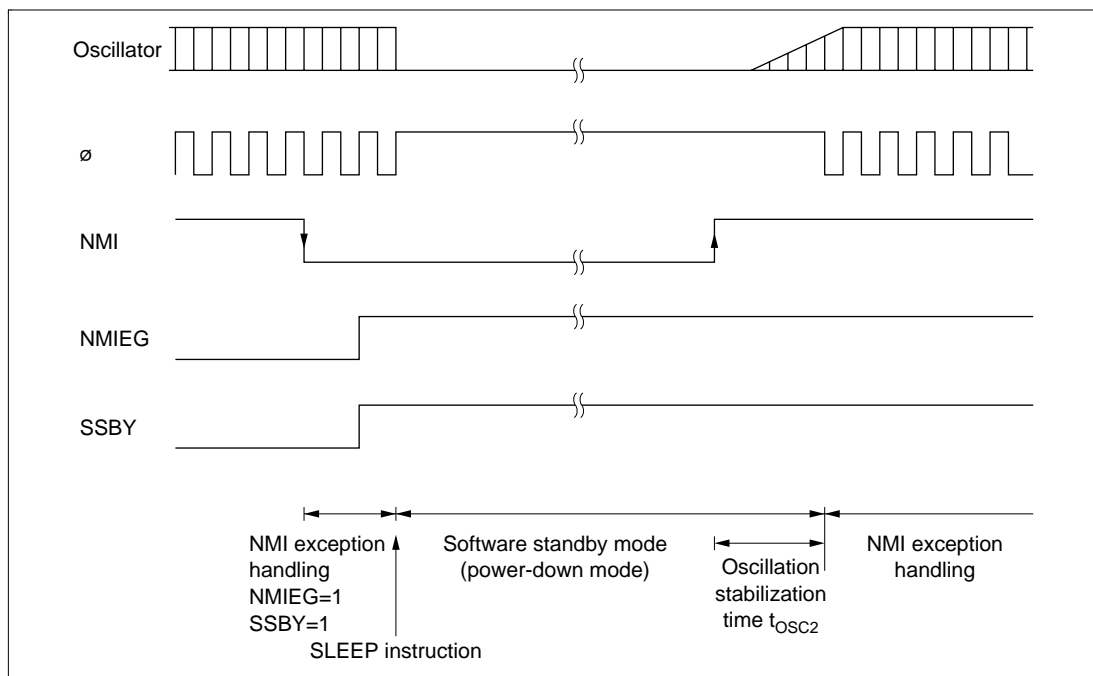 Oscillator
ø
NMI
NMIEG
SSBY
NMI exception
handling
NMIEG=1
SSBY=1
SLEEP instruction
Software standby mode
(power-down mode)
Oscillation
stabilization
time tOSC2
NMI exception
handling